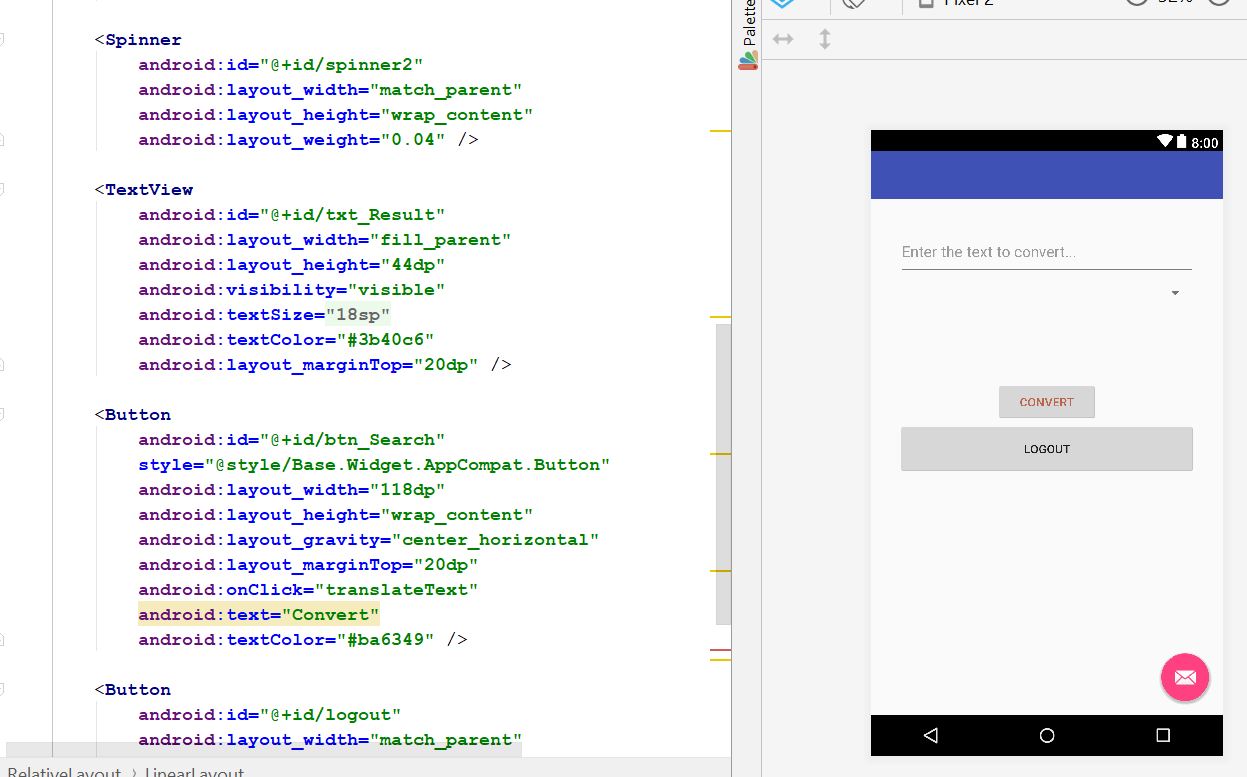 <Spinner
android:id="@+id/spinner2"
android:layout_width="match_parent"
android:layout_height="wrap_content"
android:layout_weight="0.04" />
<TextView
android:id="@+id/txt_Result"
android:layout_width="fill_parent"
android:layout_height="44dp"
android:visibility="visible"
android:textSize="18sp"
android:textColor="#3b40c6"
android:layout_marginTop="20dp" />
<Button
android:id="@+id/btn_Search"
style="@style/Base.Widget.AppCompat.Button"
android:layout_width="118dp"
android:layout_height="wrap_content"
android:layout_gravity="center_horizontal"
android:layout_marginTop="20dp"
android:onClick="translateText"
android:text="Convert"
android:textColor="#ba6349" />
<Button
android:id="@+id/logout"
android:layout_width="match_parent"
RelativeLayout > LinearLayout
Palette
8:00
Enter the text to convert...
CONVERT
LOGOUT